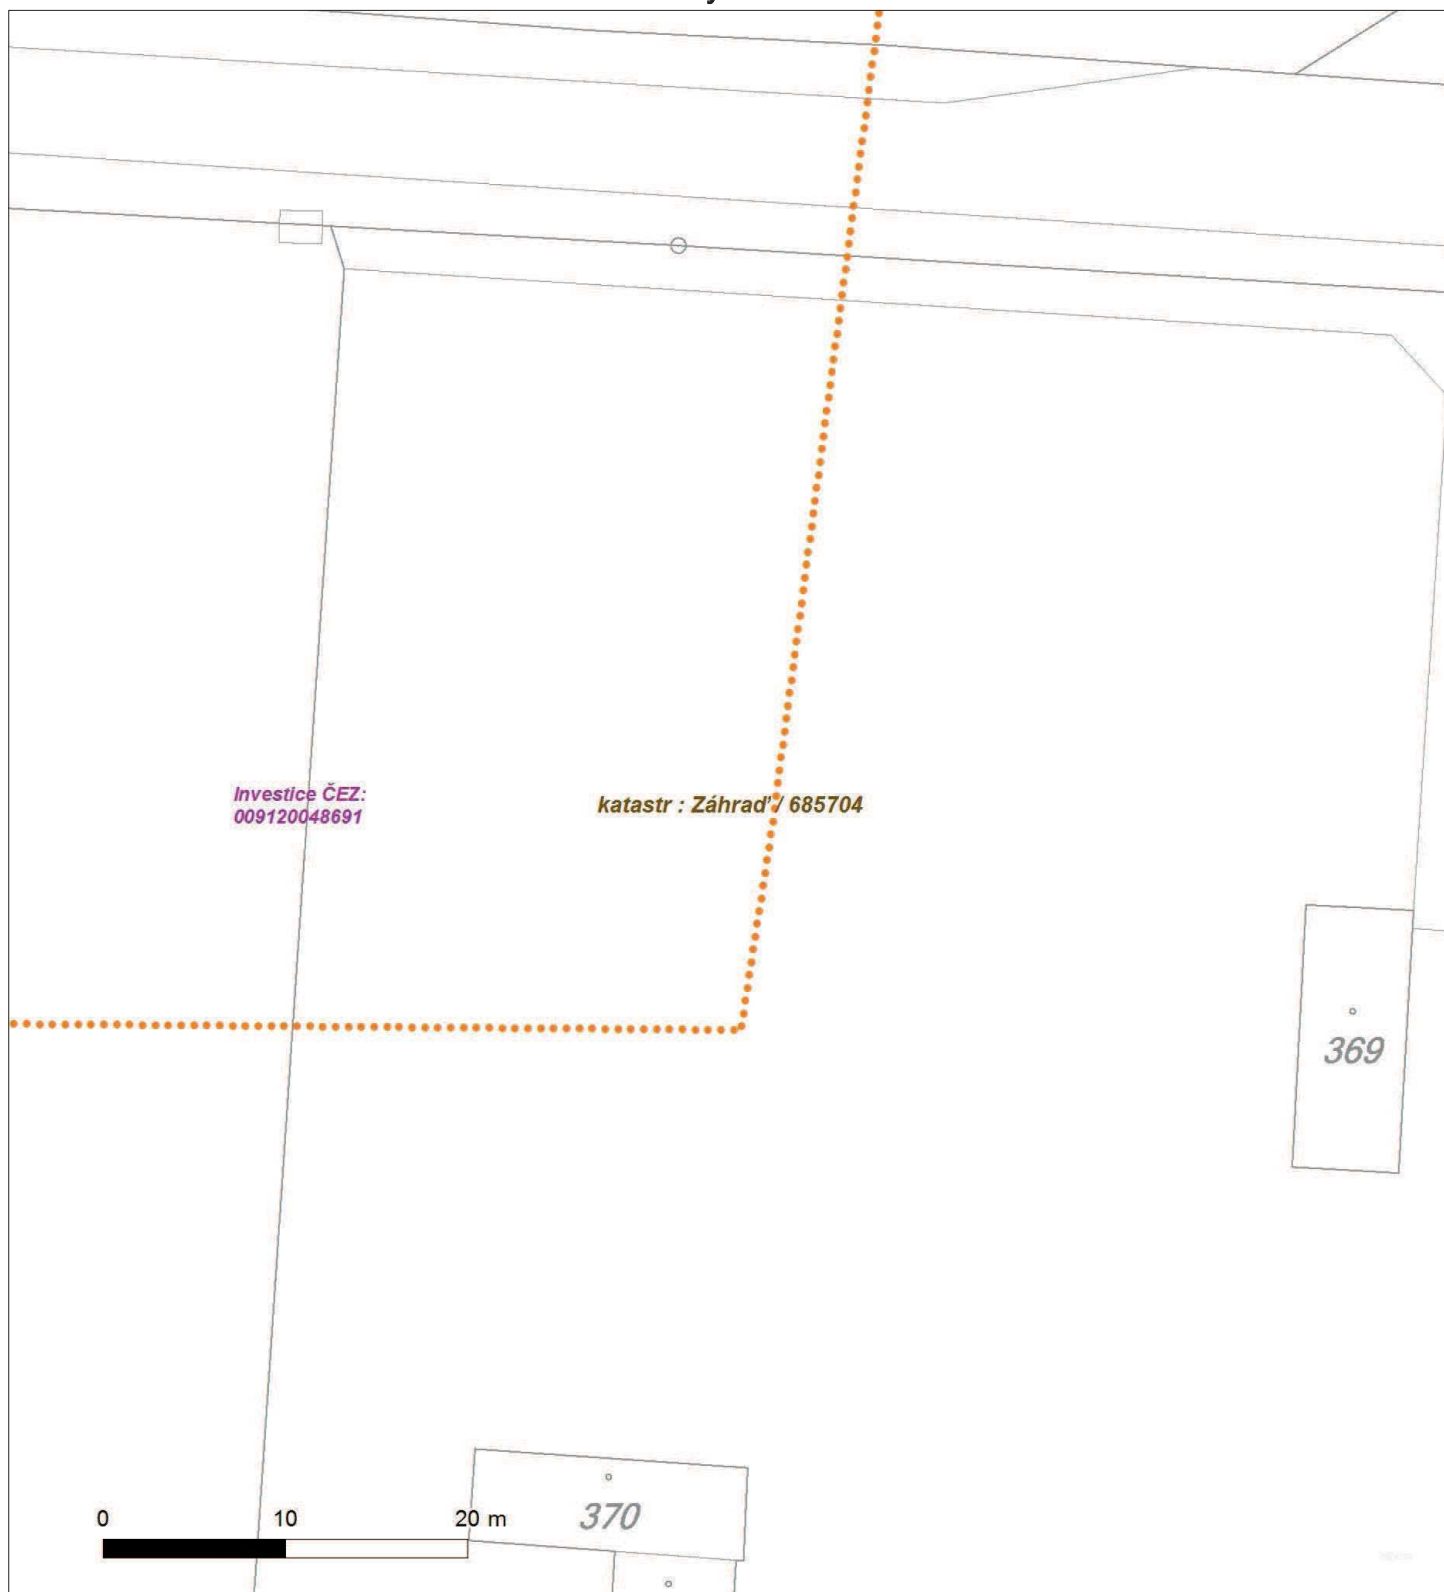 Investice ČEZ:
009120048691
katastr : Záhraď / 685704
369
370
0 10 20 m